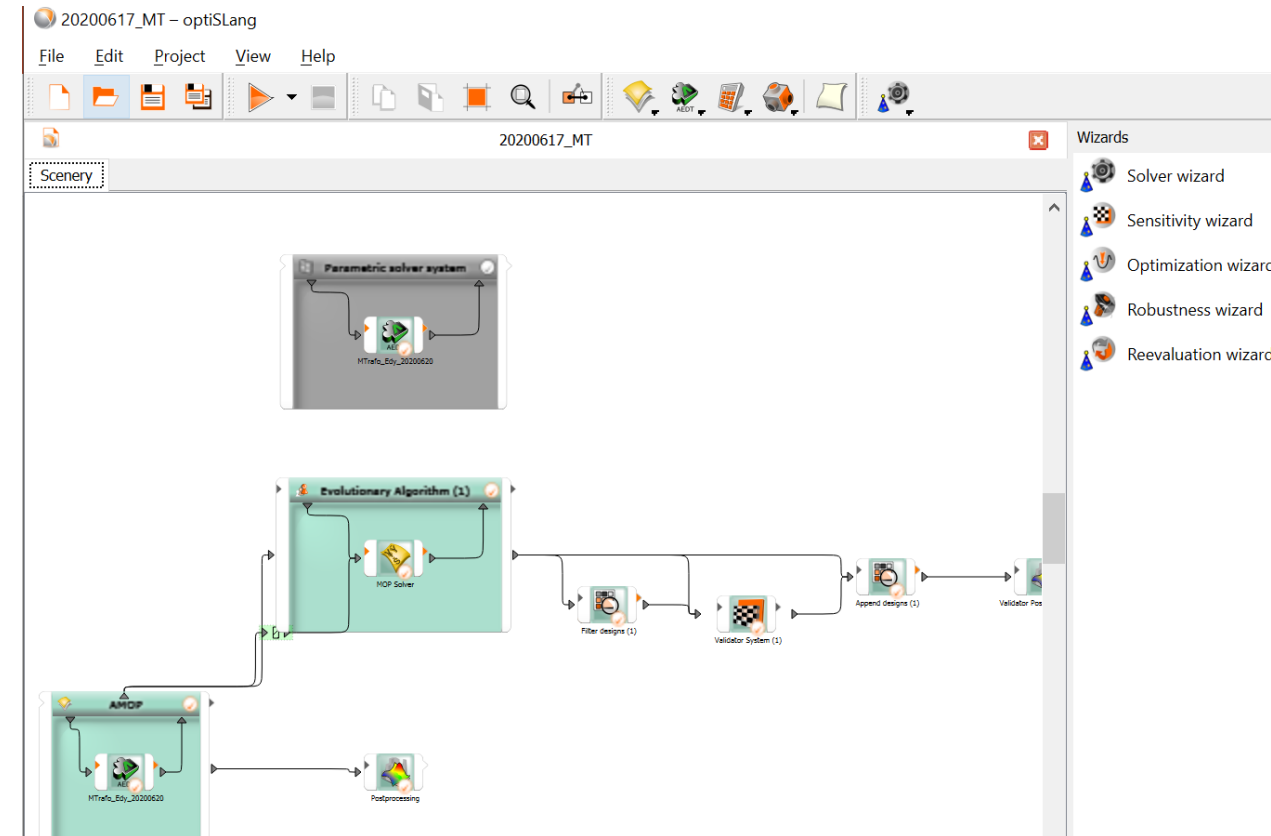 20200617_MT – optiSLang
File Edit Project View Help
AEDT
20200617_MT
Wizards
Scenery
Solver wizard
Sensitivity wizard
Optimization wizard
Robustness wizard
Reevaluation wizard
Parametric solver system
MTrafo_Edy_20200620
Evolutionary Algorithm (1)
MOP Solver
Filter designs (1)
Validator System (1)
Append designs (1)
Validator Pos
AMOP
MTrafo_Edy_20200620
Postprocessing